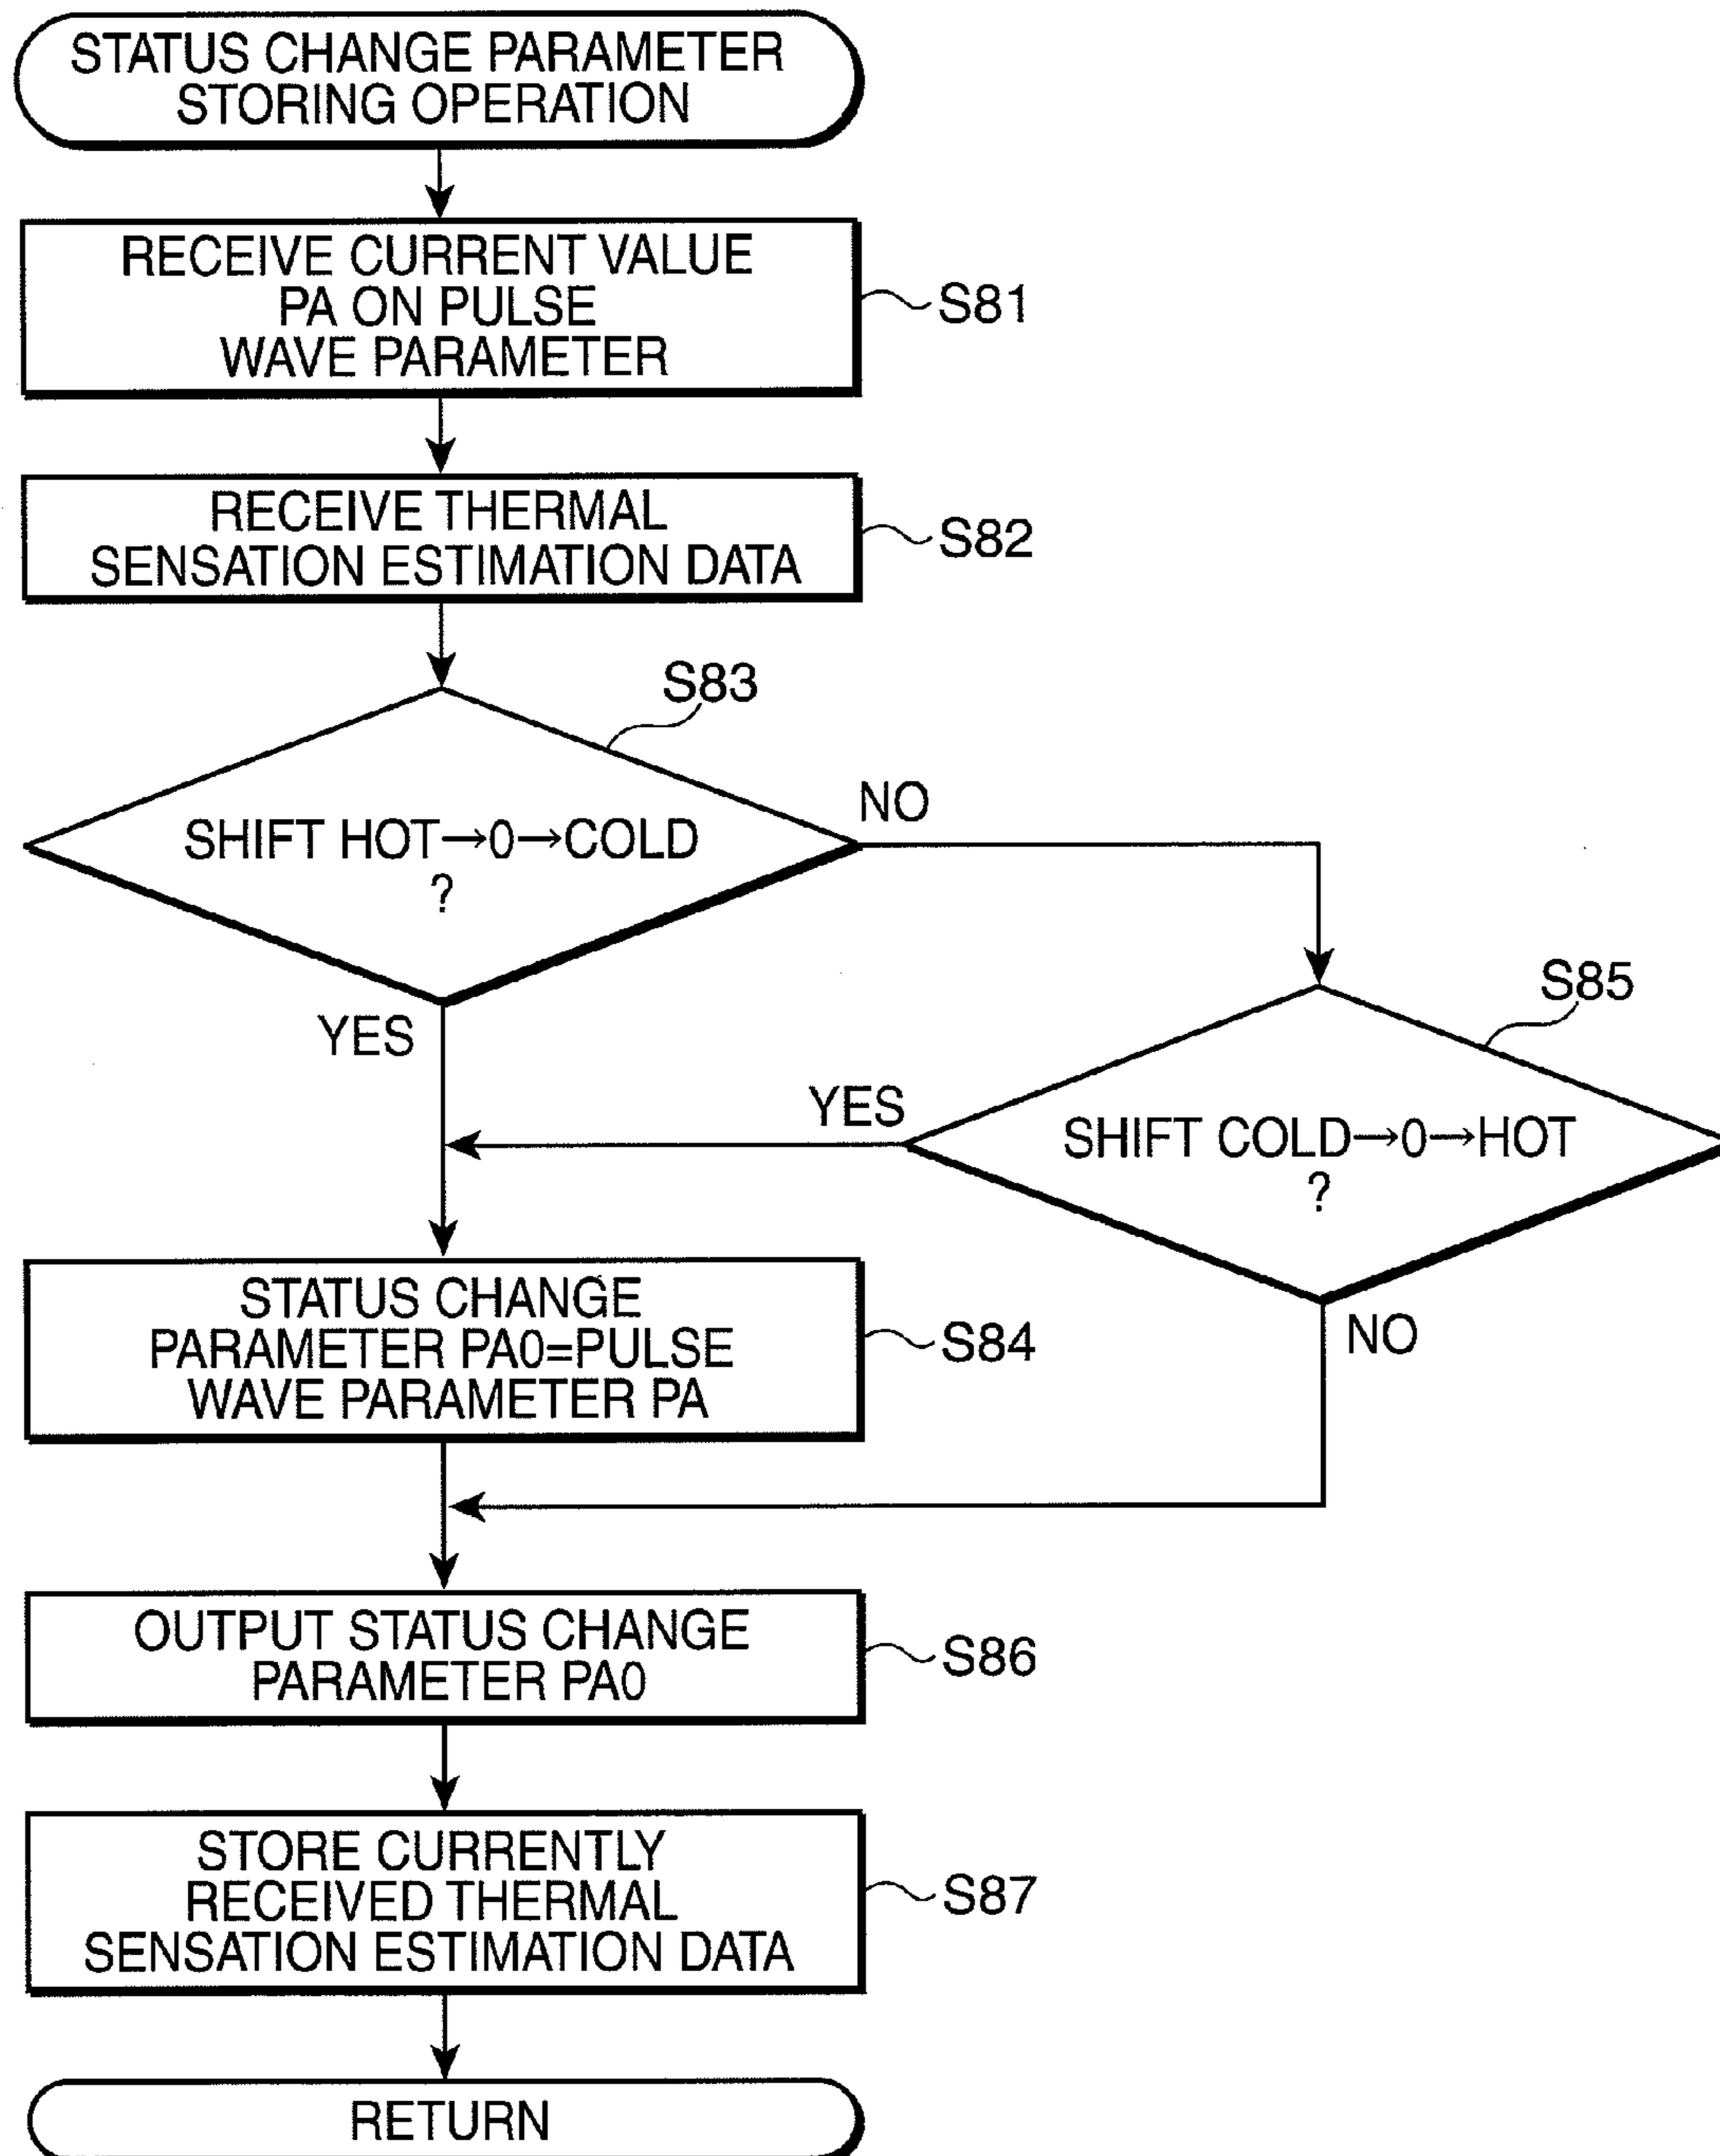 STATUS CHANGE PARAMETER
STORING OPERATION
RECEIVE CURRENT VALUE
PA ON PULSE
WAVE PARAMETER
S81
RECEIVE THERMAL
SENSATION ESTIMATION DATA
S82
S83
SHIFT HOT→0→COLD
?
NO
YES
S85
SHIFT COLD→0→HOT
?
YES
NO
STATUS CHANGE
PARAMETER PA0=PULSE
WAVE PARAMETER PA
S84
OUTPUT STATUS CHANGE
PARAMETER PA0
S86
STORE CURRENTLY
RECEIVED THERMAL
SENSATION ESTIMATION DATA
S87
RETURN